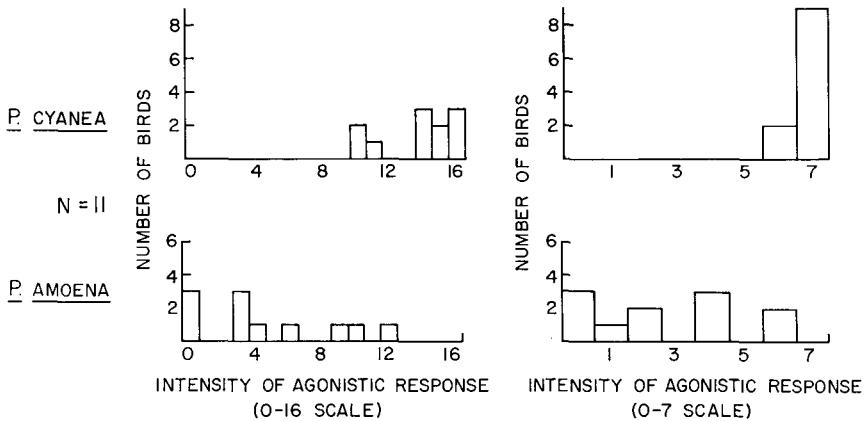 8
6
4
2
0 4 8 12 16
8
6
4
2
1 3 5 7
P. CYANEA
N = 11
P. AMOENA
NUMBER OF BIRDS
NUMBER OF BIRDS
6
4
2
0 4 8 12 16
6
4
2
1 3 5 7
INTENSITY OF AGONISTIC RESPONSE
(0-16 SCALE)
INTENSITY OF AGONISTIC RESPONSE
(0-7 SCALE)